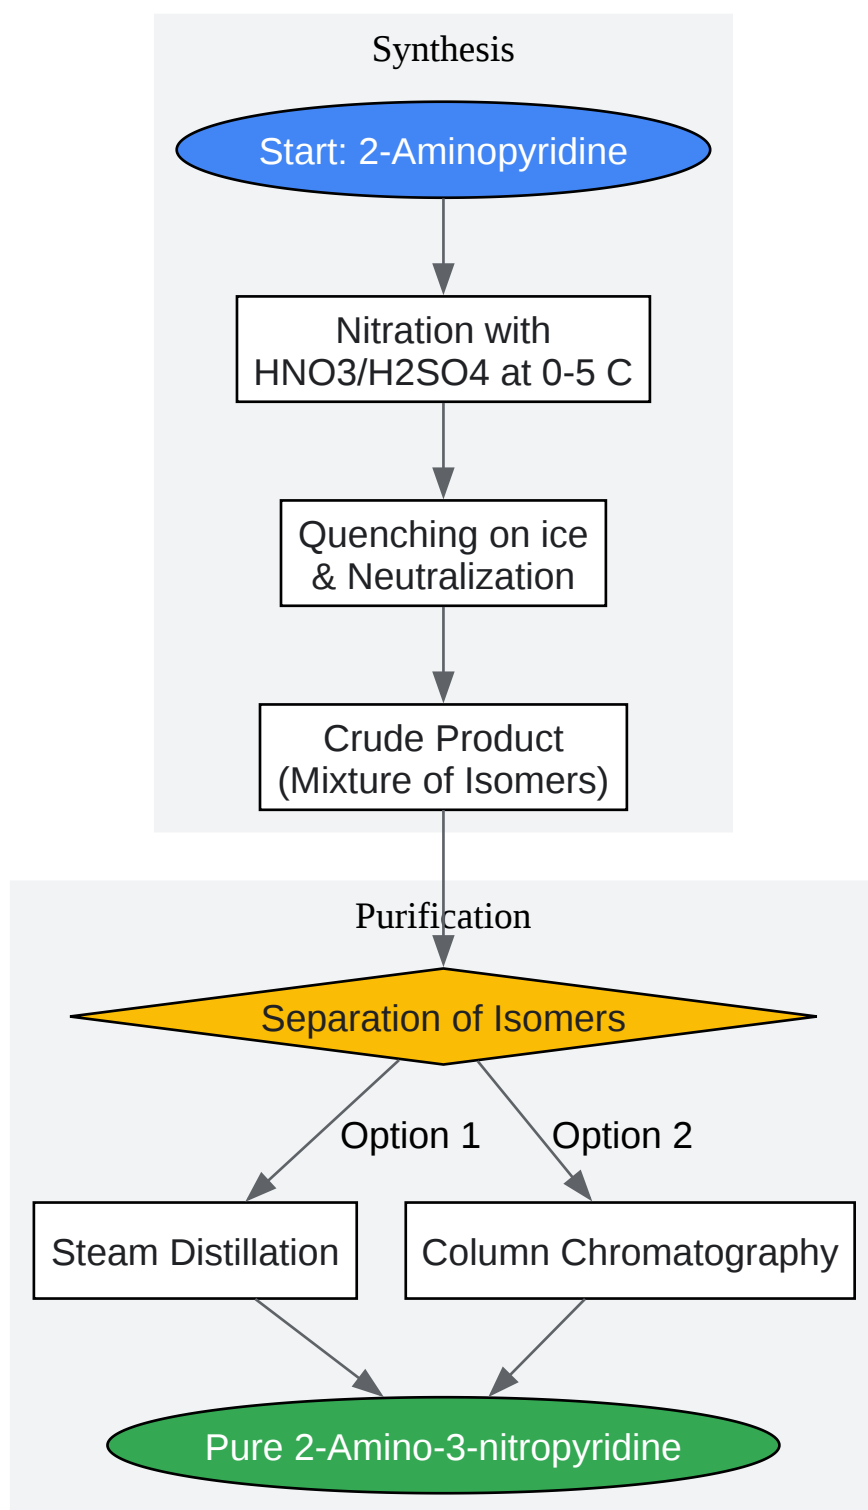 Synthesis
Start: 2-Aminopyridine
Nitration with
HNO3/H2SO4 at 0-5 C
Quenching on ice
& Neutralization
Crude Product
(Mixture of Isomers)
Purification
Separation of Isomers
Option 1
Option 2
Steam Distillation
Column Chromatography
Pure 2-Amino-3-nitropyridine